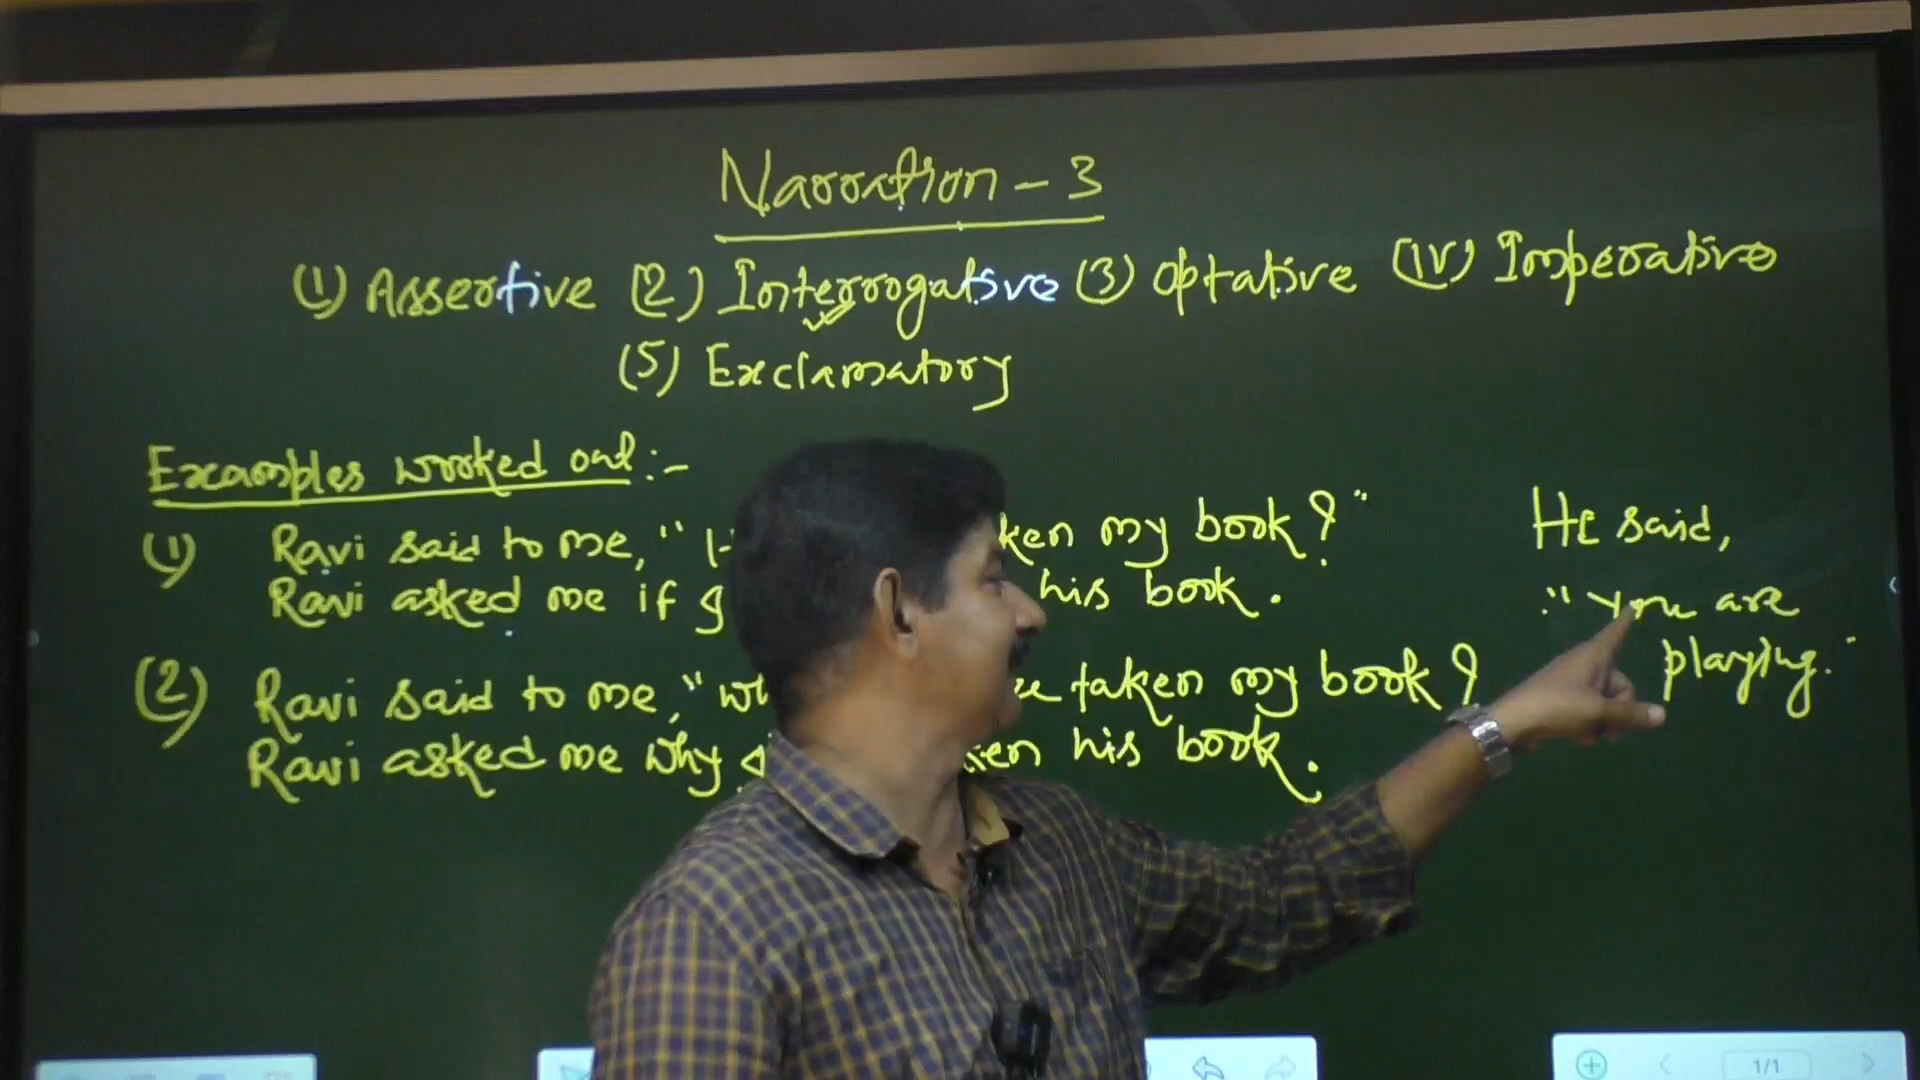 Narration - 3
(1) Assertive (2) Interrogative (3) Optative (IV) Imperative
(5) Exclamatory
Examples worked out :-
(1) Ravi said to me, " my book ? "
Ravi asked me if I his book .
(2) Ravi said to me, " taken my book ?
Ravi asked me why his book .
He said,
" You are
playing. "
1/1